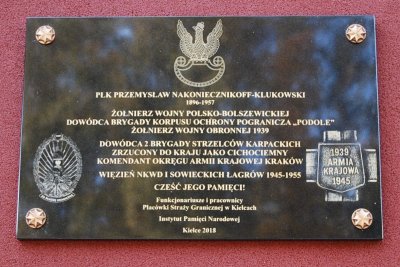 PŁK PRZEMYSŁAW NAKONIECZNIKOFF-KLUKOWSKI
1896-1957
ŻOŁNIERZ WOJNY POLSKO-BOLSZEWICKIEJ
DOWÓDCA BRYGADY KORPUSU OCHRONY POGRANICZA „PODOLE”
ŻOŁNIERZ WOJNY OBRONNEJ 1939
DOWÓDCA 2 BRYGADY STRZELCÓW KARPACKICH
ZRZUCONY DO KRAJU JAKO CICHOCIEMNY
KOMENDANT OKRĘGU ARMII KRAJOWEJ KRAKÓW
WIĘZIEŃ NKWD I SOWIECKICH ŁAGRÓW 1945-1955
CZEŚĆ JEGO PAMIĘCI!
Funkcjonariusze i pracownicy
Placówki Straży Granicznej w Kielcach
Instytut Pamięci Narodowej
Kielce 2018
1939
ARMIA
KRAJOWA
1945